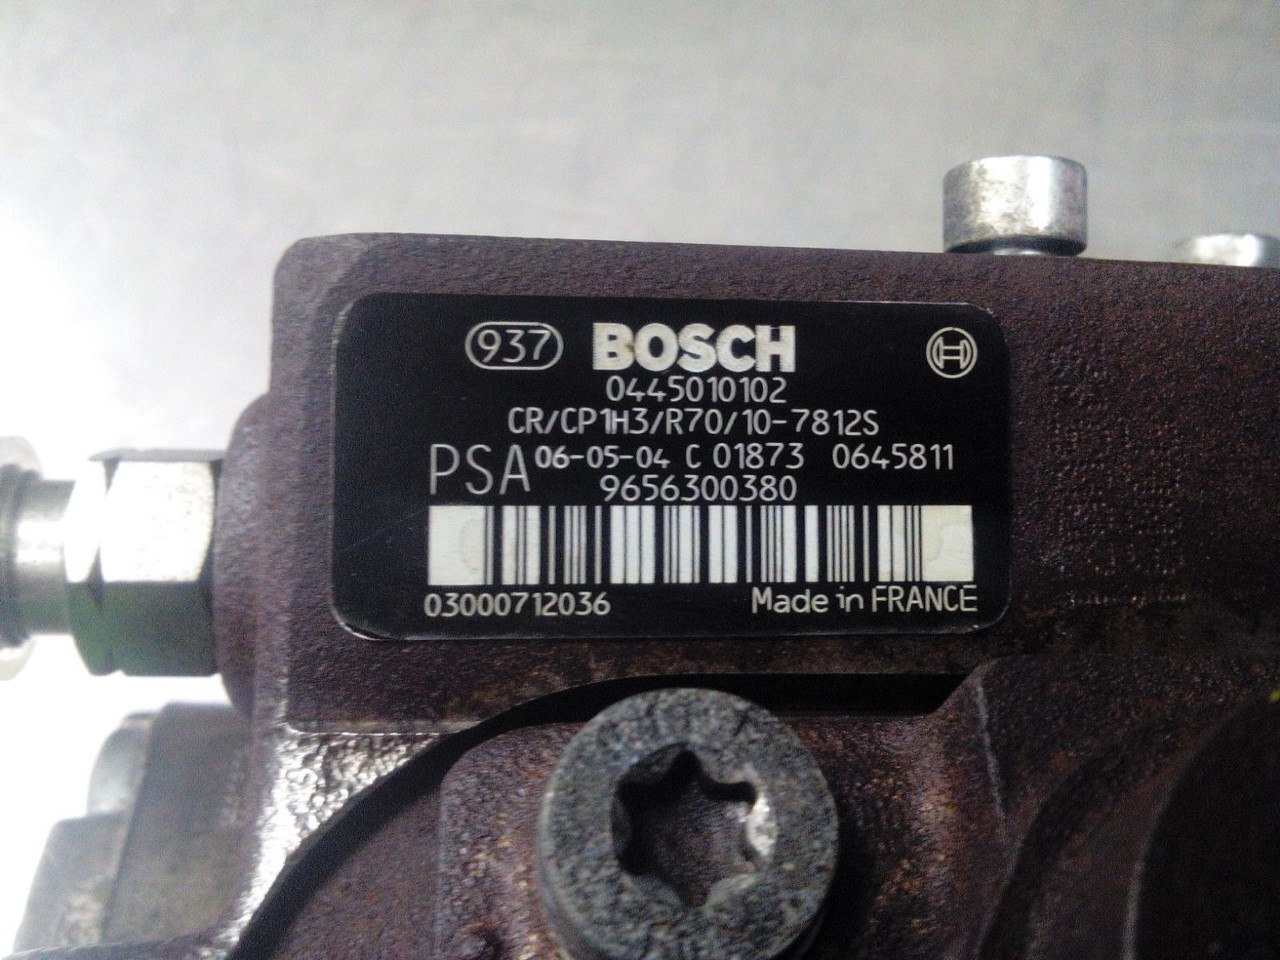 937 BOSCH
0445010102
CR/CP1H3/R70/10-7812S
PSA 06-05-04 C 01873 0645811
9656300380
03000712036 Made in FRANCE